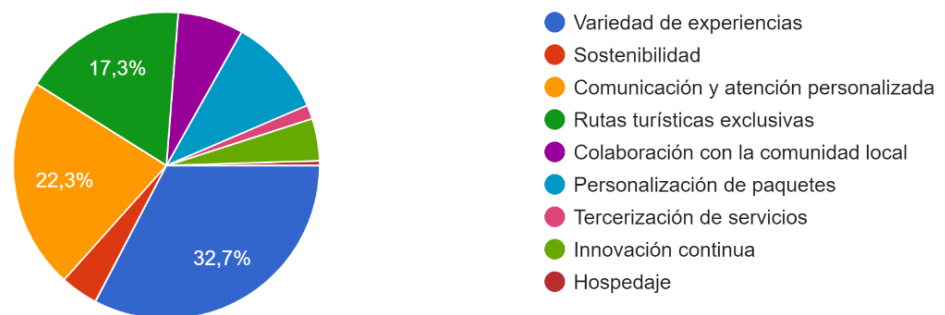 17,3%
22,3%
32,7%
Variedad de experiencias
Sostenibilidad
Comunicación y atención personalizada
Rutas turísticas exclusivas
Colaboración con la comunidad local
Personalización de paquetes
Tercerización de servicios
Innovación continua
Hospedaje